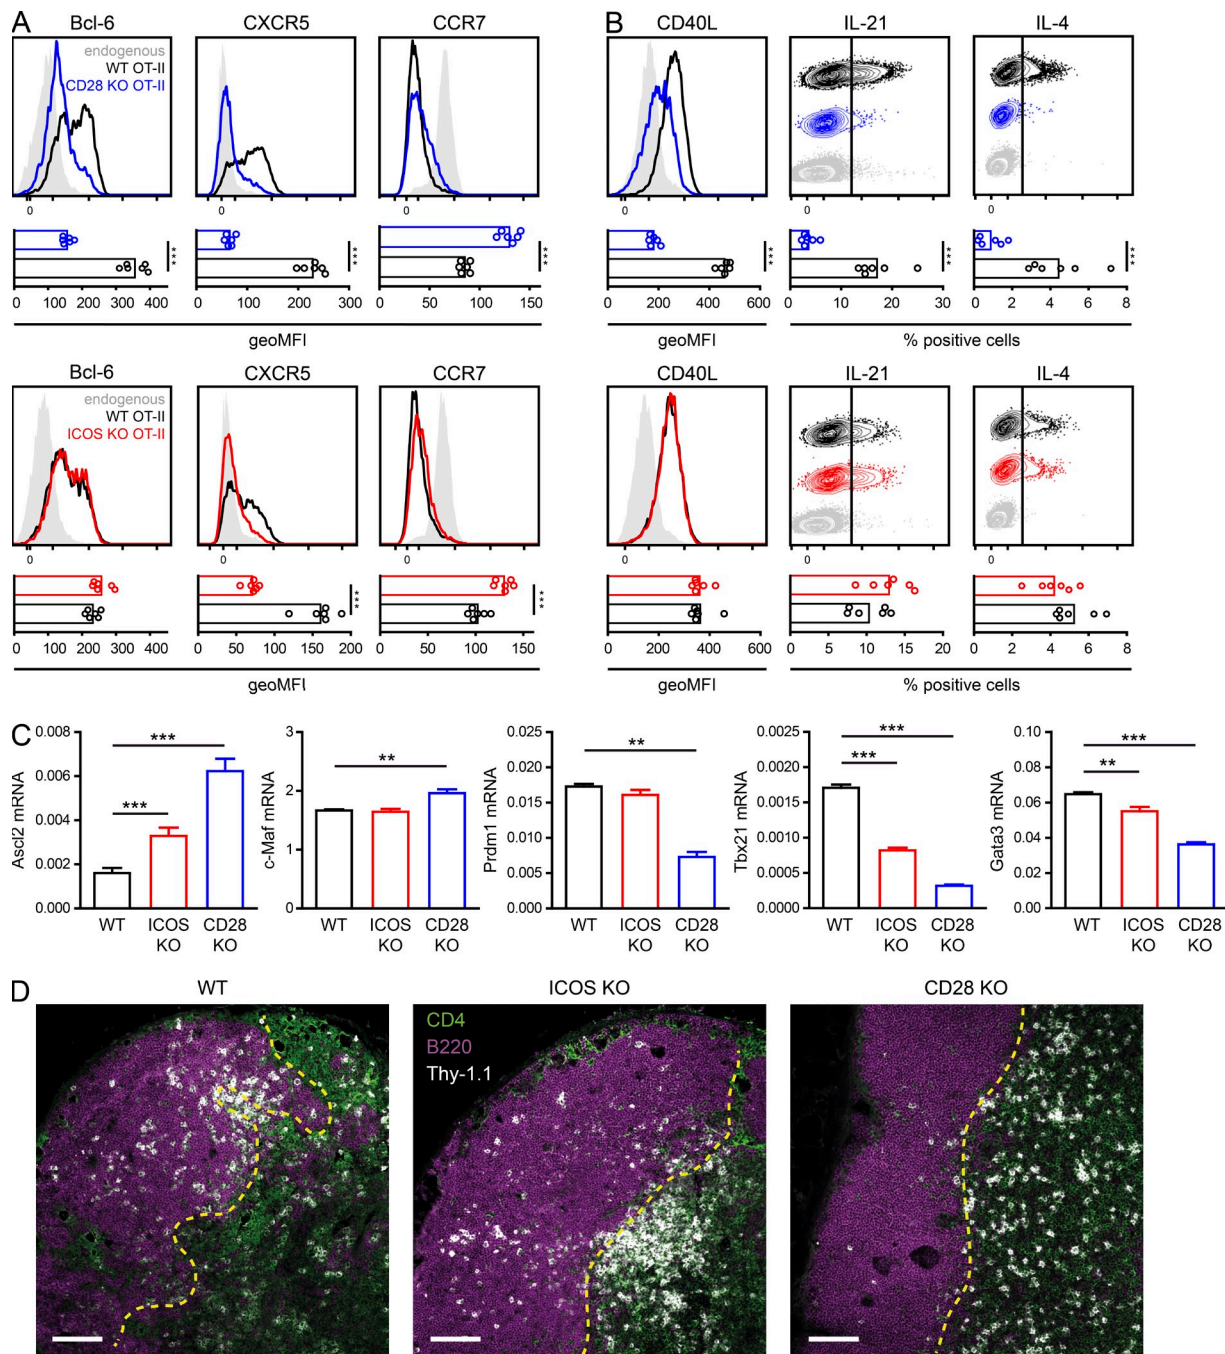 A
Bcl-6 CXCR5 CCR7
B
CD40L IL-21 IL-4
endogenous
WT OT-II
CD28 KO OT-II
0 0 0 0 0 0
*** *** *** *** *** ***
0 100 200 300 400 0 100 200 300 0 50 100 150 0 200 400 600 0 10 20 30 0 2 4 6 8
geoMFI geoMFI % positive cells
Bcl-6 CXCR5 CCR7 CD40L IL-21 IL-4
endogenous
WT OT-II
ICOS KO OT-II
0 0 0 0 0 0
*** ***
0 100 200 300 400 0 50 100 150 200 0 50 100 150 0 200 400 600 0 5 10 15 20 0 2 4 6 8
geoMFI geoMFI % positive cells
C
Ascl2 mRNA
0.008
0.006
0.004
0.002
0.000
***
***
WT ICOS KO CD28 KO
c-Maf mRNA
3
2
1
0
**
WT ICOS KO CD28 KO
Prdm1 mRNA
0.025
0.020
0.015
0.010
0.005
0.000
**
WT ICOS KO CD28 KO
Tbx21 mRNA
0.0025
0.0020
0.0015
0.0010
0.0005
0.0000
***
***
WT ICOS KO CD28 KO
Gata3 mRNA
0.10
0.08
0.06
0.04
0.02
0.00
***
**
WT ICOS KO CD28 KO
D
WT ICOS KO CD28 KO
CD4
B220
Thy-1.1